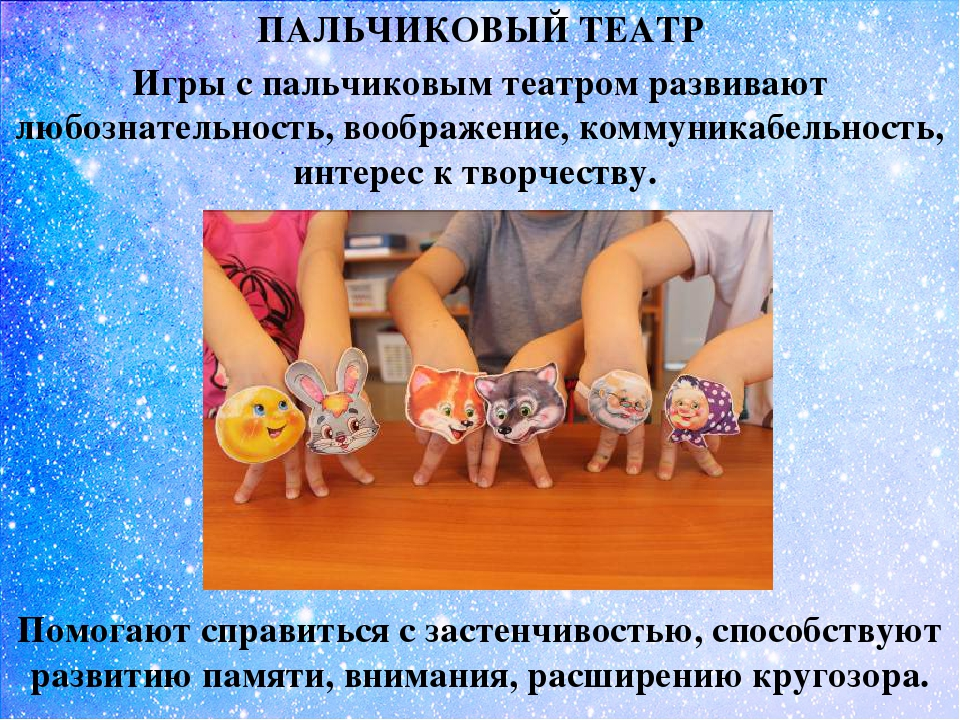 ПАЛЬЧИКОВЫЙ ТЕАТР
Игры с пальчиковым театром развивают
любознательность, воображение, коммуникабельность,
интерес к творчеству.
Помогают справиться с застенчивостью, способствуют
развитию памяти, внимания, расширению кругозора.